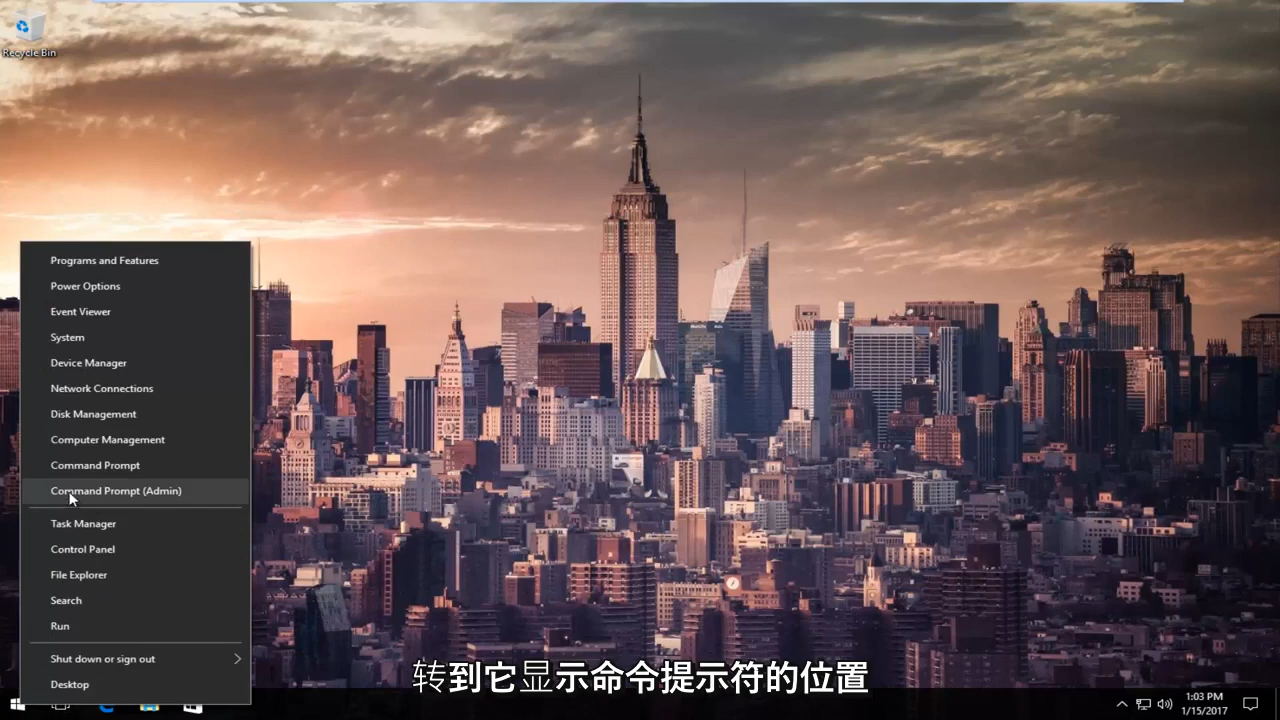 Recycle Bin
Programs and Features
Power Options
Event Viewer
System
Device Manager
Network Connections
Disk Management
Computer Management
Command Prompt
Command Prompt (Admin)
Task Manager
Control Panel
File Explorer
Search
Run
Shut down or sign out
Desktop
转到它显示命令提示符的位置
1:03 PM
1/15/2017